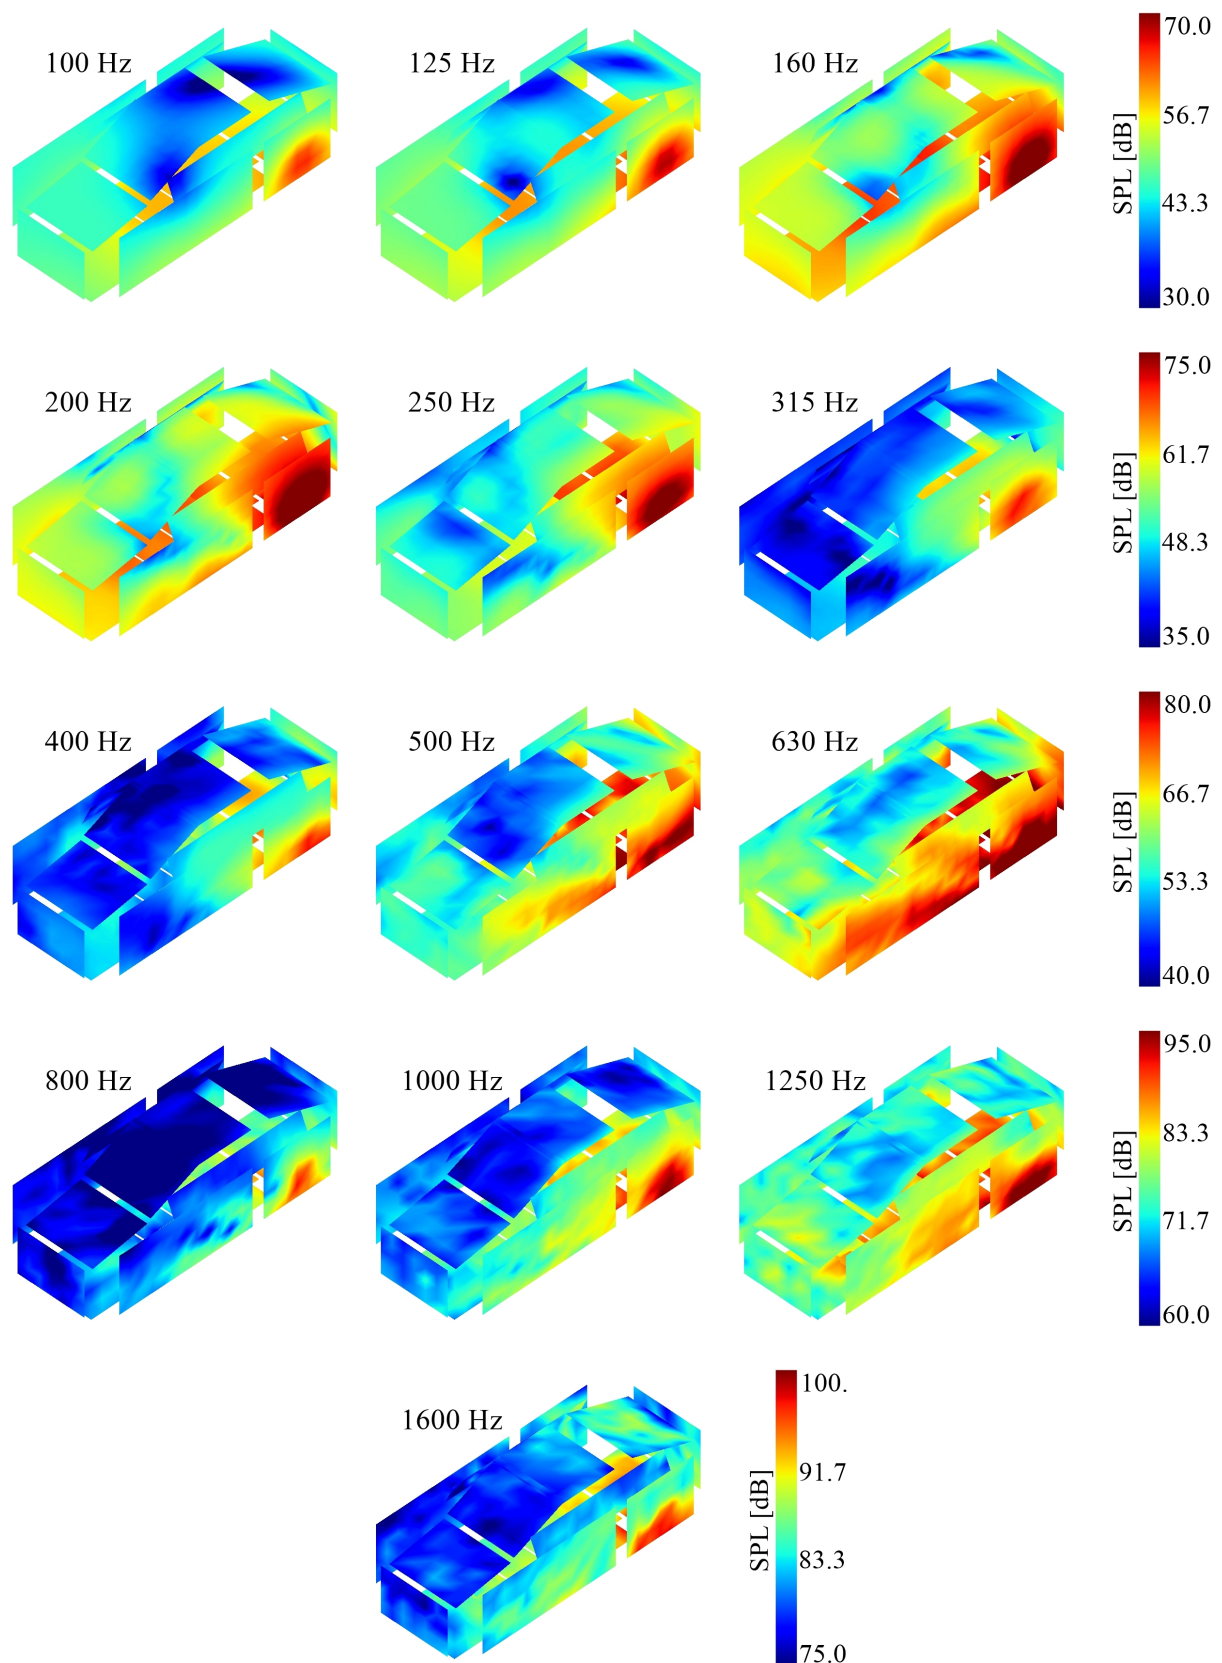 100 Hz
125 Hz
160 Hz
SPL [dB]
70.0
56.7
43.3
30.0
200 Hz
250 Hz
315 Hz
SPL [dB]
75.0
61.7
48.3
35.0
400 Hz
500 Hz
630 Hz
SPL [dB]
80.0
66.7
53.3
40.0
800 Hz
1000 Hz
1250 Hz
SPL [dB]
95.0
83.3
71.7
60.0
1600 Hz
SPL [dB]
100.
91.7
83.3
75.0